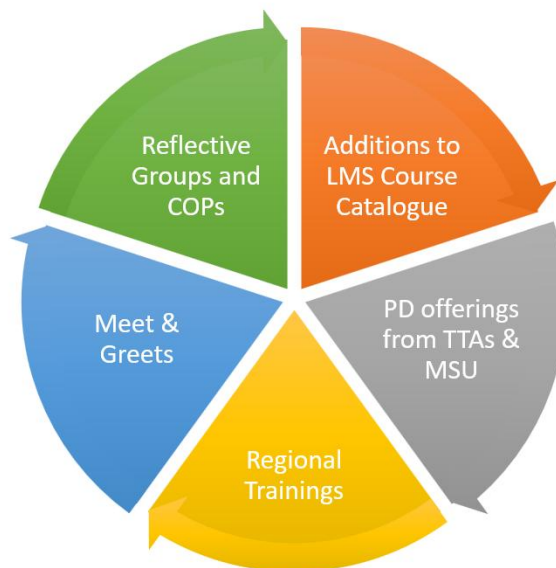 Reflective
Groups and
COPs
Additions to
LMS Course
Catalogue
PD offerings
from TTAs &
MSU
Regional
Trainings
Meet &
Greets